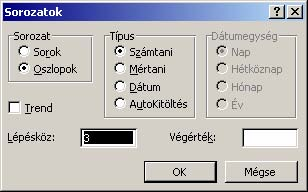 Sorozatok
Sorozat
Sorok
Oszlopok
Trend
Típus
Számtani
Mértani
Dátum
AutoKitöltés
Dátumegység
Nap
Hétköznap
Hónap
Év
Lépésköz: 3
Végérték:
OK
Mégse